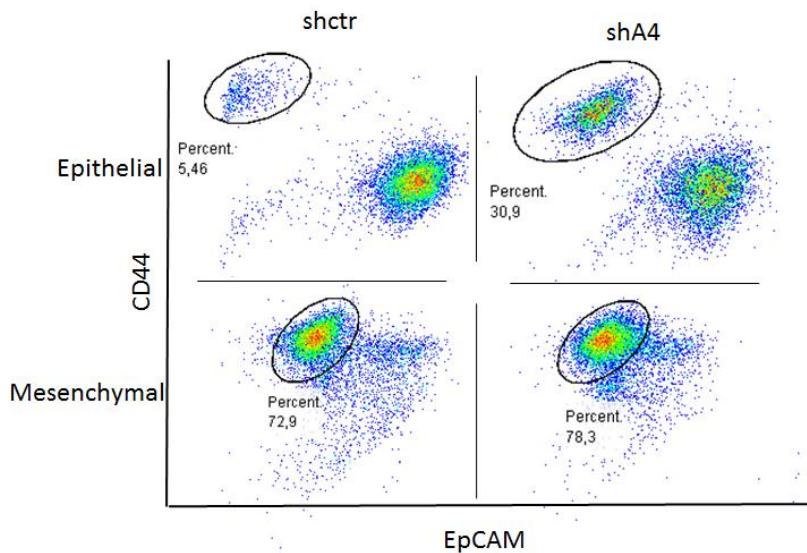 shctr
shA4
Percent.
5,46
Epithelial
Percent.
30,9
CD44
Mesenchymal
Percent.
72,9
Percent.
78,3
EpCAM